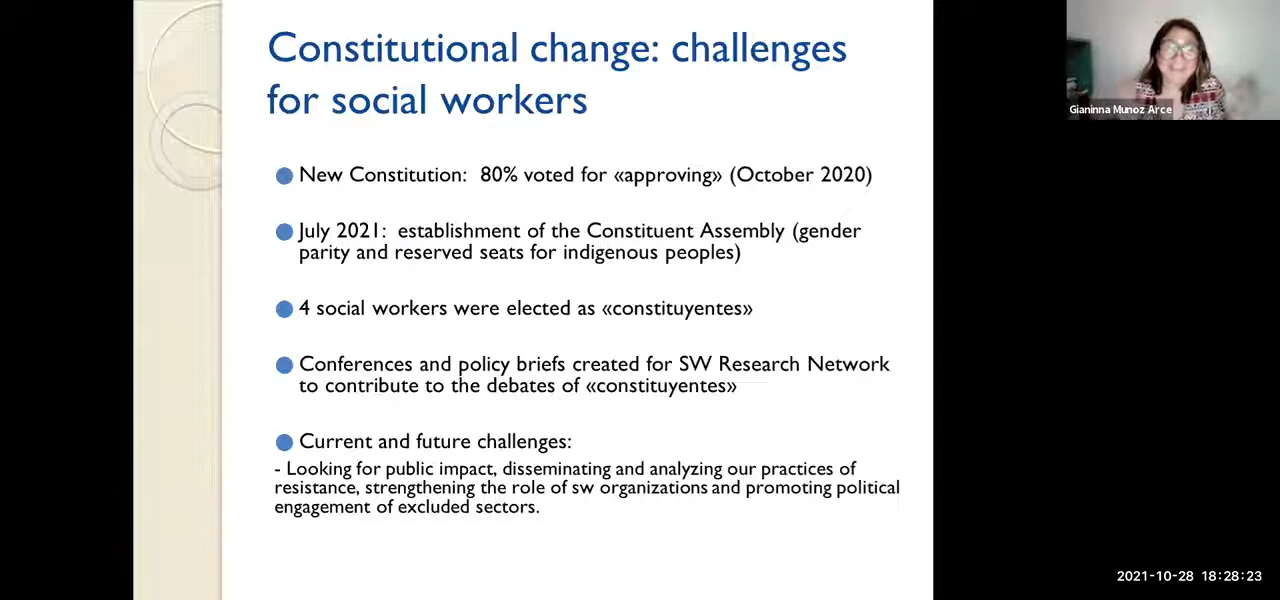 Constitutional change: challenges
for social workers
New Constitution: 80% voted for «approving» (October 2020)
July 2021: establishment of the Constituent Assembly (gender
parity and reserved seats for indigenous peoples)
4 social workers were elected as «constituyentes»
Conferences and policy briefs created for SW Research Network
to contribute to the debates of «constituyentes»
Current and future challenges:
- Looking for public impact, disseminating and analyzing our practices of
resistance, strengthening the role of sw organizations and promoting political
engagement of excluded sectors.
Gianinna Munoz Arce
2021-10-28 18:28:23